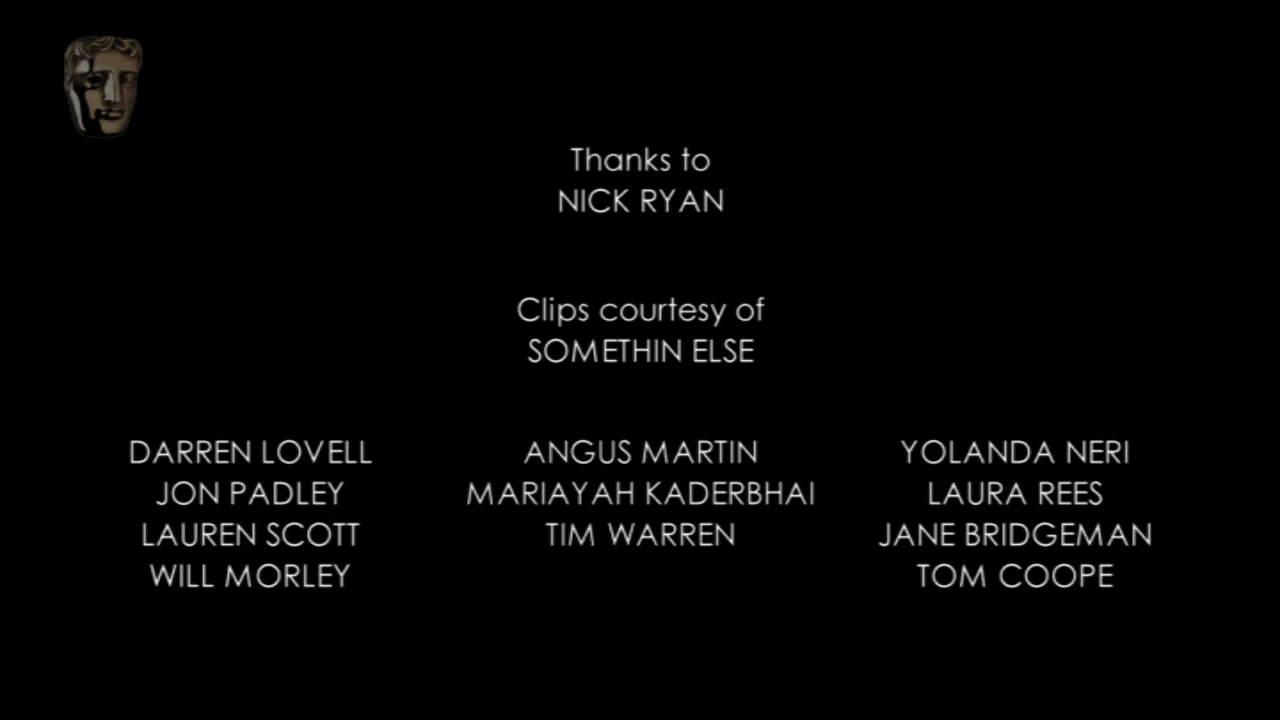 Thanks to
NICK RYAN
Clips courtesy of
SOMETHIN ELSE
DARREN LOVELL
JON PADLEY
LAUREN SCOTT
WILL MORLEY
ANGUS MARTIN
MARIAYAH KADERBHAI
TIM WARREN
YOLANDA NERI
LAURA REES
JANE BRIDGEMAN
TOM COOPE